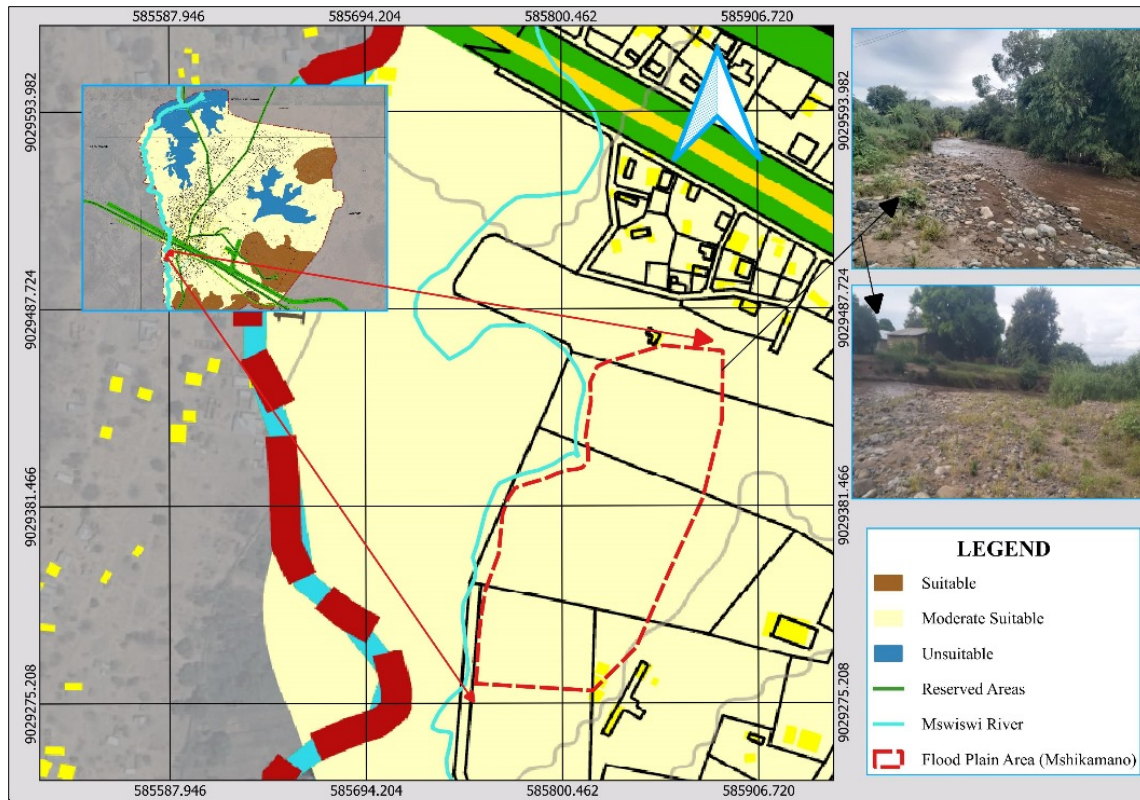 585587.946 585694.204 585800.462 585906.720
9029593.982 9029593.982
9029487.724 9029487.724
9029381.466 9029381.466
9029275.208 9029275.208
LEGEND
Suitable
Moderate Suitable
Unsuitable
Reserved Areas
Mswiswi River
Flood Plain Area (Mshikamano)
585587.946 585694.204 585800.462 585906.720